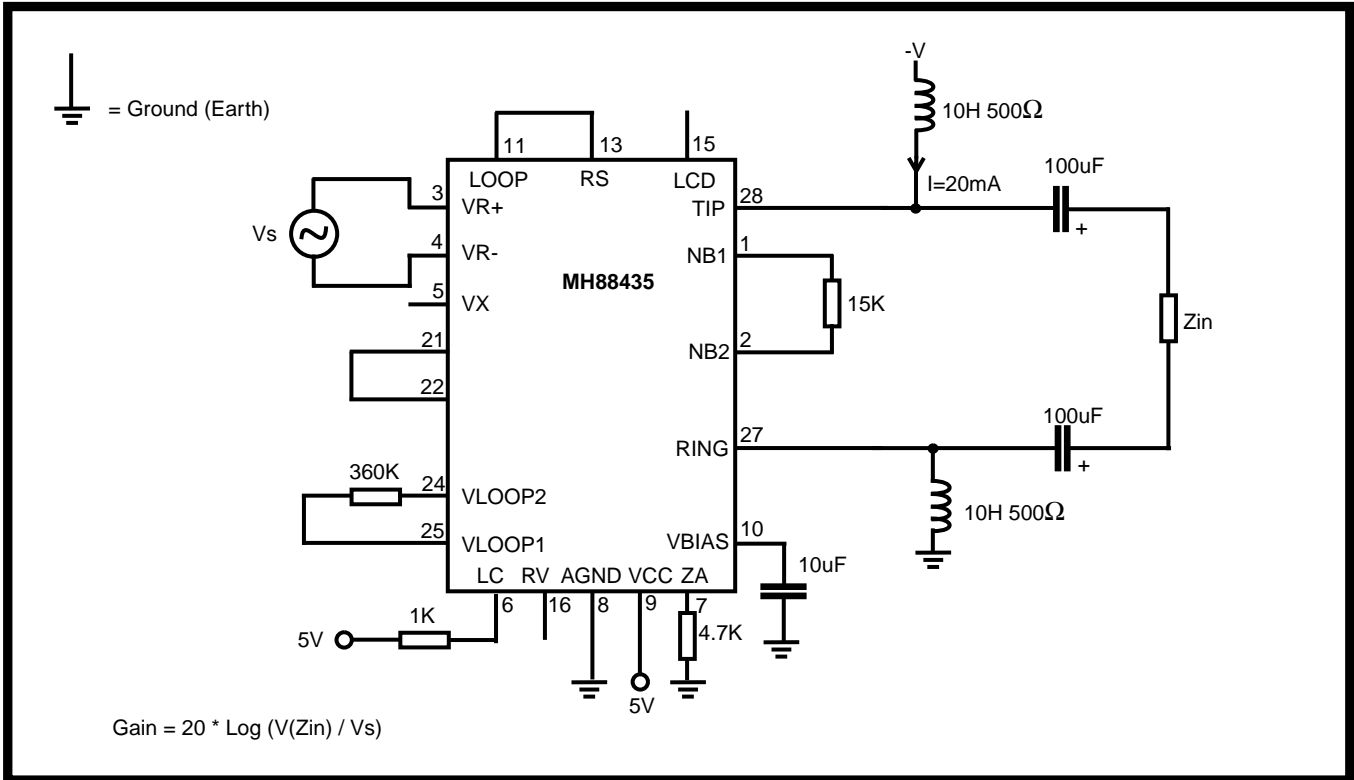 -V
= Ground (Earth)
10H 500Ω
11
13
15
100uF
LOOP
RS
LCD
I=20mA
3
VR+
TIP
28
+
Vs
4
VR-
NB1
1
MH88435
5
VX
15K
Zin
21
NB2
2
22
100uF
RING
27
360K
24
VLOOP2
+
10H 500Ω
25
VLOOP1
VBIAS
10
10uF
LC
RV
AGND
VCC
ZA
6
16
8
9
7
1K
4.7K
5V
5V
Gain = 20 * Log (V(Zin) / Vs)